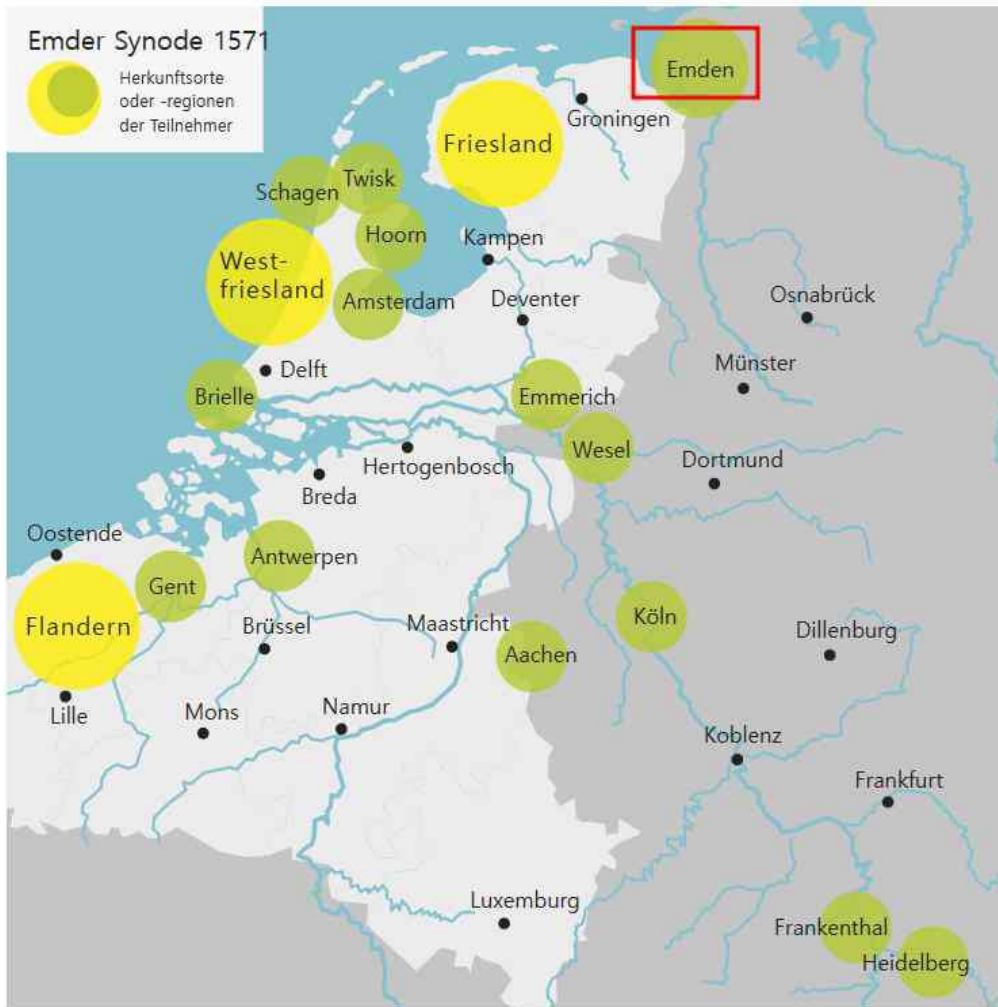 Emder Synode 1571
Herkunftsorte
oder -regionen
der Teilnehmer
Emden
Groningen
Friesland
Twisk
Schagen
Hoorn
Kampen
West-
friesland
Amsterdam
Deventer
Osnabrück
Delft
Münster
Brielle
Emmerich
Wesel
Hertogenbosch
Dortmund
Breda
Oostende
Antwerpen
Gent
Flandern
Brüssel
Maastricht
Köln
Dillenburg
Aachen
Lille
Mons
Namur
Koblenz
Frankfurt
Luxemburg
Frankenthal
Heidelberg